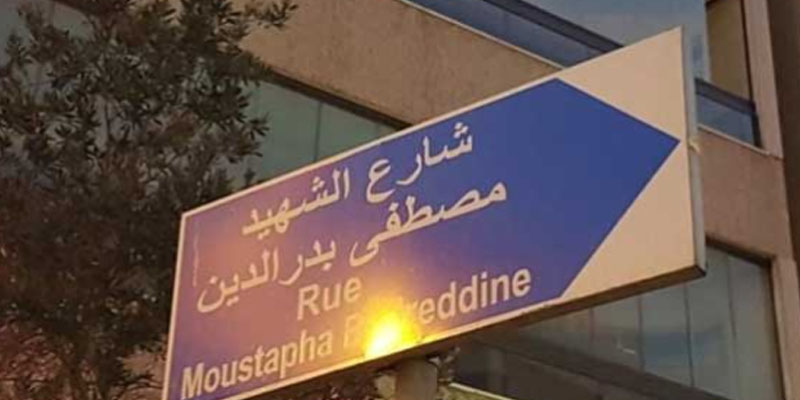 شارع الشهيد
مصطفى بدرالدين
Rue
Moustapha